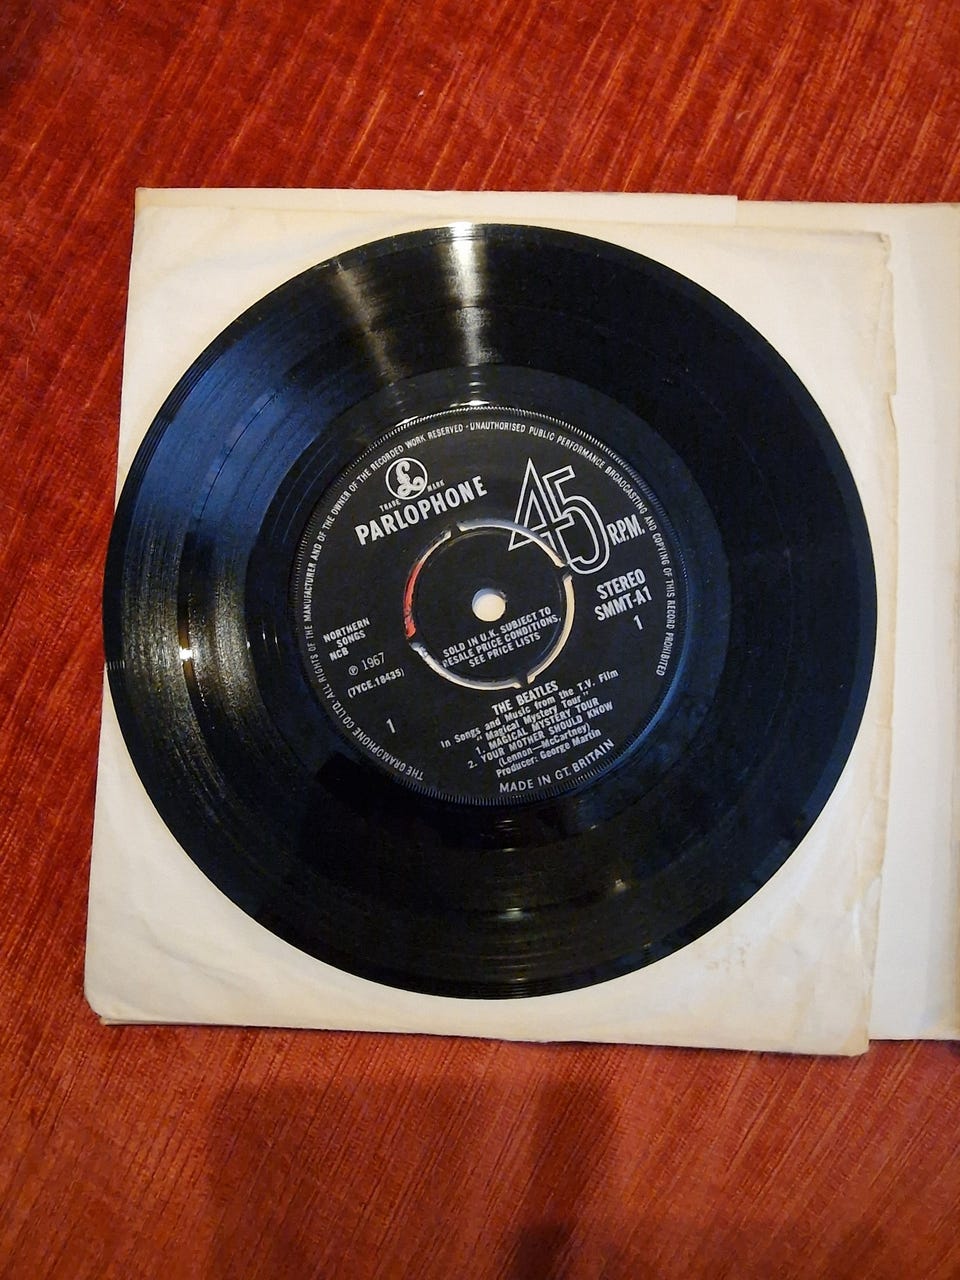 THE GRAMOPHONE CO. LTD. ALL RIGHTS OF THE MANUFACTURER AND OF THE OWNER OF THE RECORDED WORK RESERVED · UNAUTHORISED PUBLIC PERFORMANCE BROADCASTING AND COPYING OF THIS RECORD PROHIBITED
£
TRADE MARK
PARLOPHONE
45
R.P.M.
STEREO
SMMT-A1
1
NORTHERN
SONGS
NCB
℗ 1967
(7YCE.18435)
1
SOLD IN U.K. SUBJECT TO
RESALE PRICE CONDITIONS,
SEE PRICE LISTS
THE BEATLES
In Songs and Music from the T.V. Film
"Magical Mystery Tour"
1. MAGICAL MYSTERY TOUR
2. YOUR MOTHER SHOULD KNOW
(Lennon—McCartney)
Producer: George Martin
MADE IN GT. BRITAIN